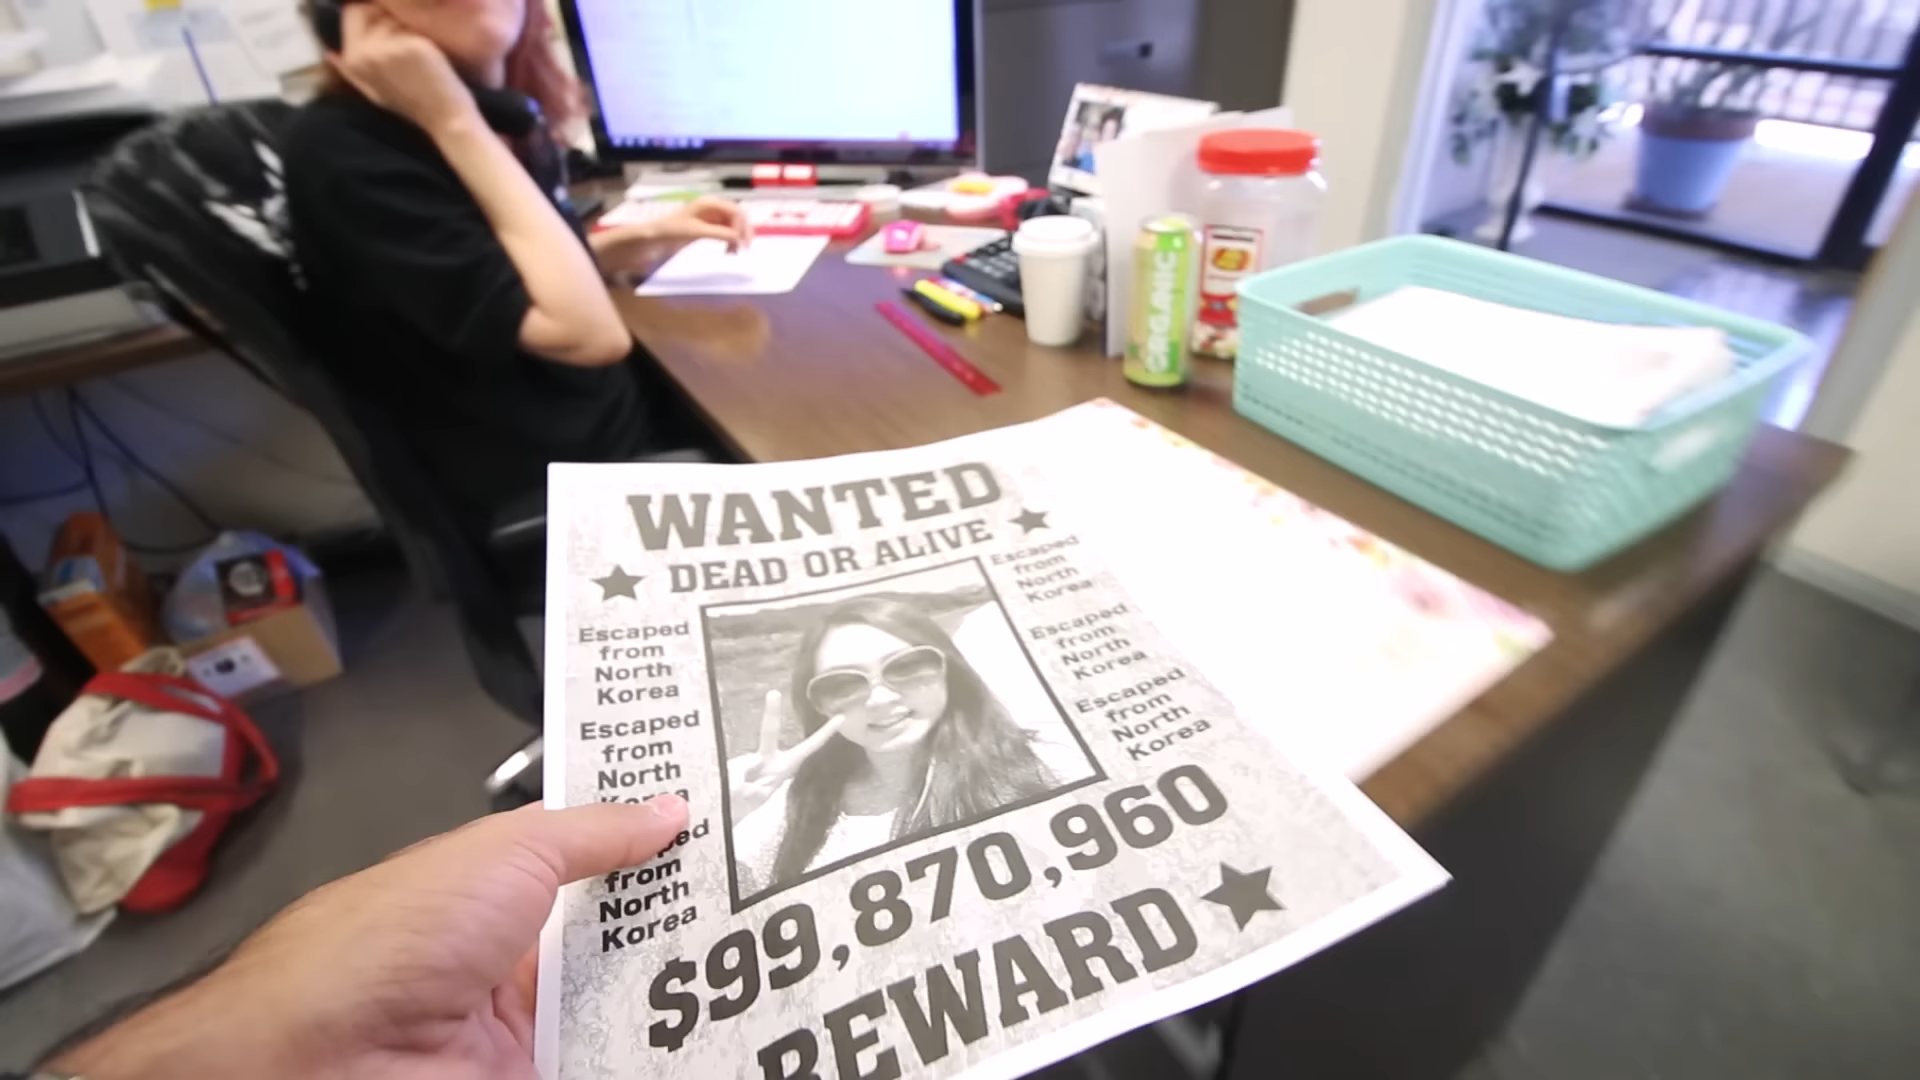 WANTED
DEAD OR ALIVE
Escaped
from
North
Korea
Escaped
from
North
Korea
from
North
Korea
Escaped
from
North
Korea
Escaped
from
North
Korea
Escaped
from
North
Korea
$99,870,960
REWARD
ORGANIC